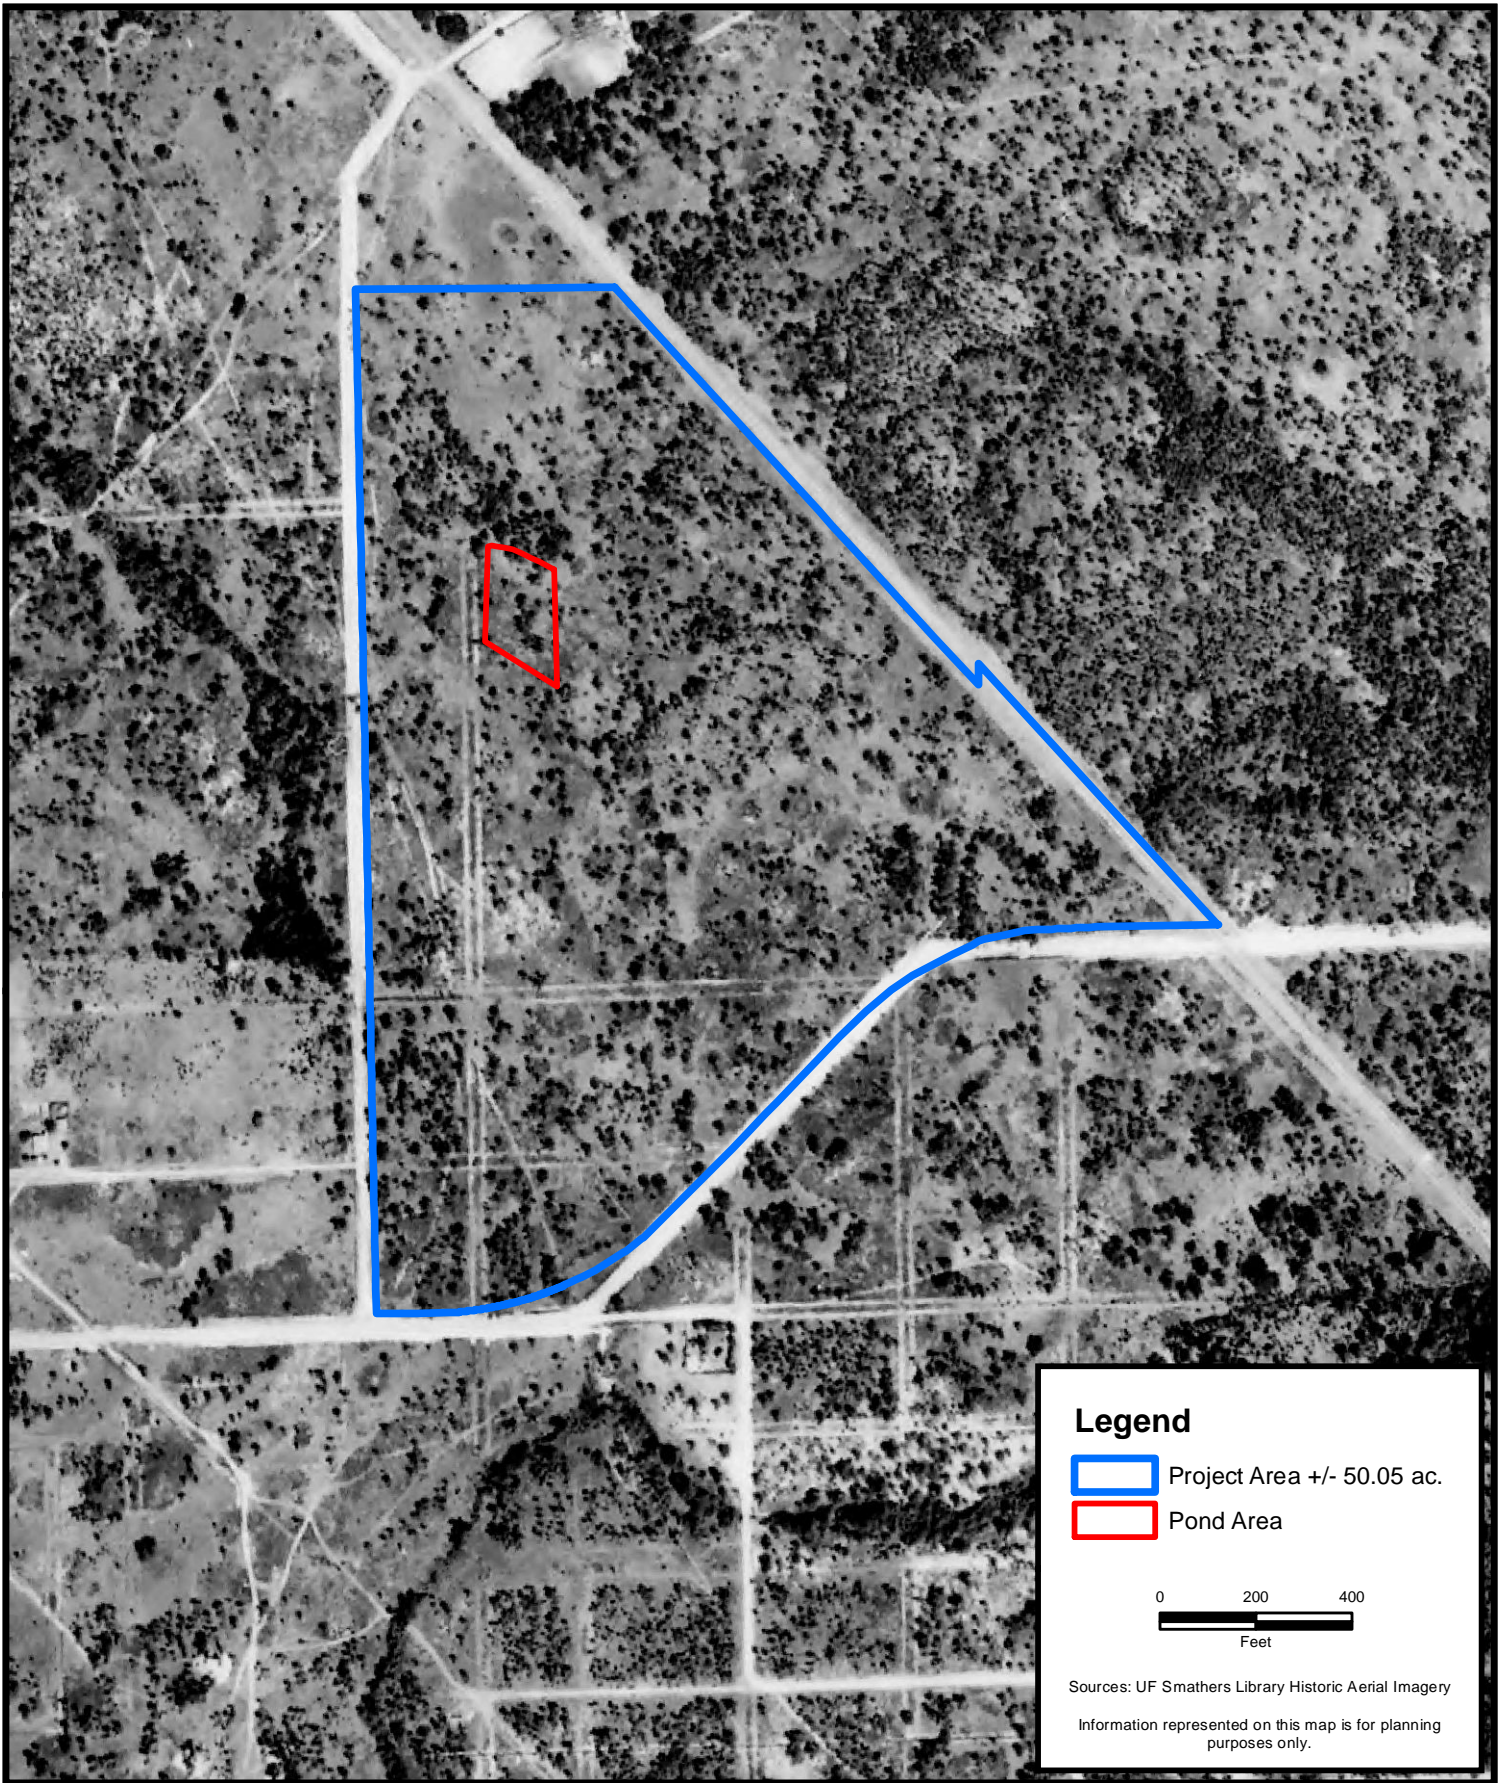 Legend
Project Area +/- 50.05 ac.
Pond Area
0 200 400
Feet
Sources: UF Smathers Library Historic Aerial Imagery
Information represented on this map is for planning
purposes only.